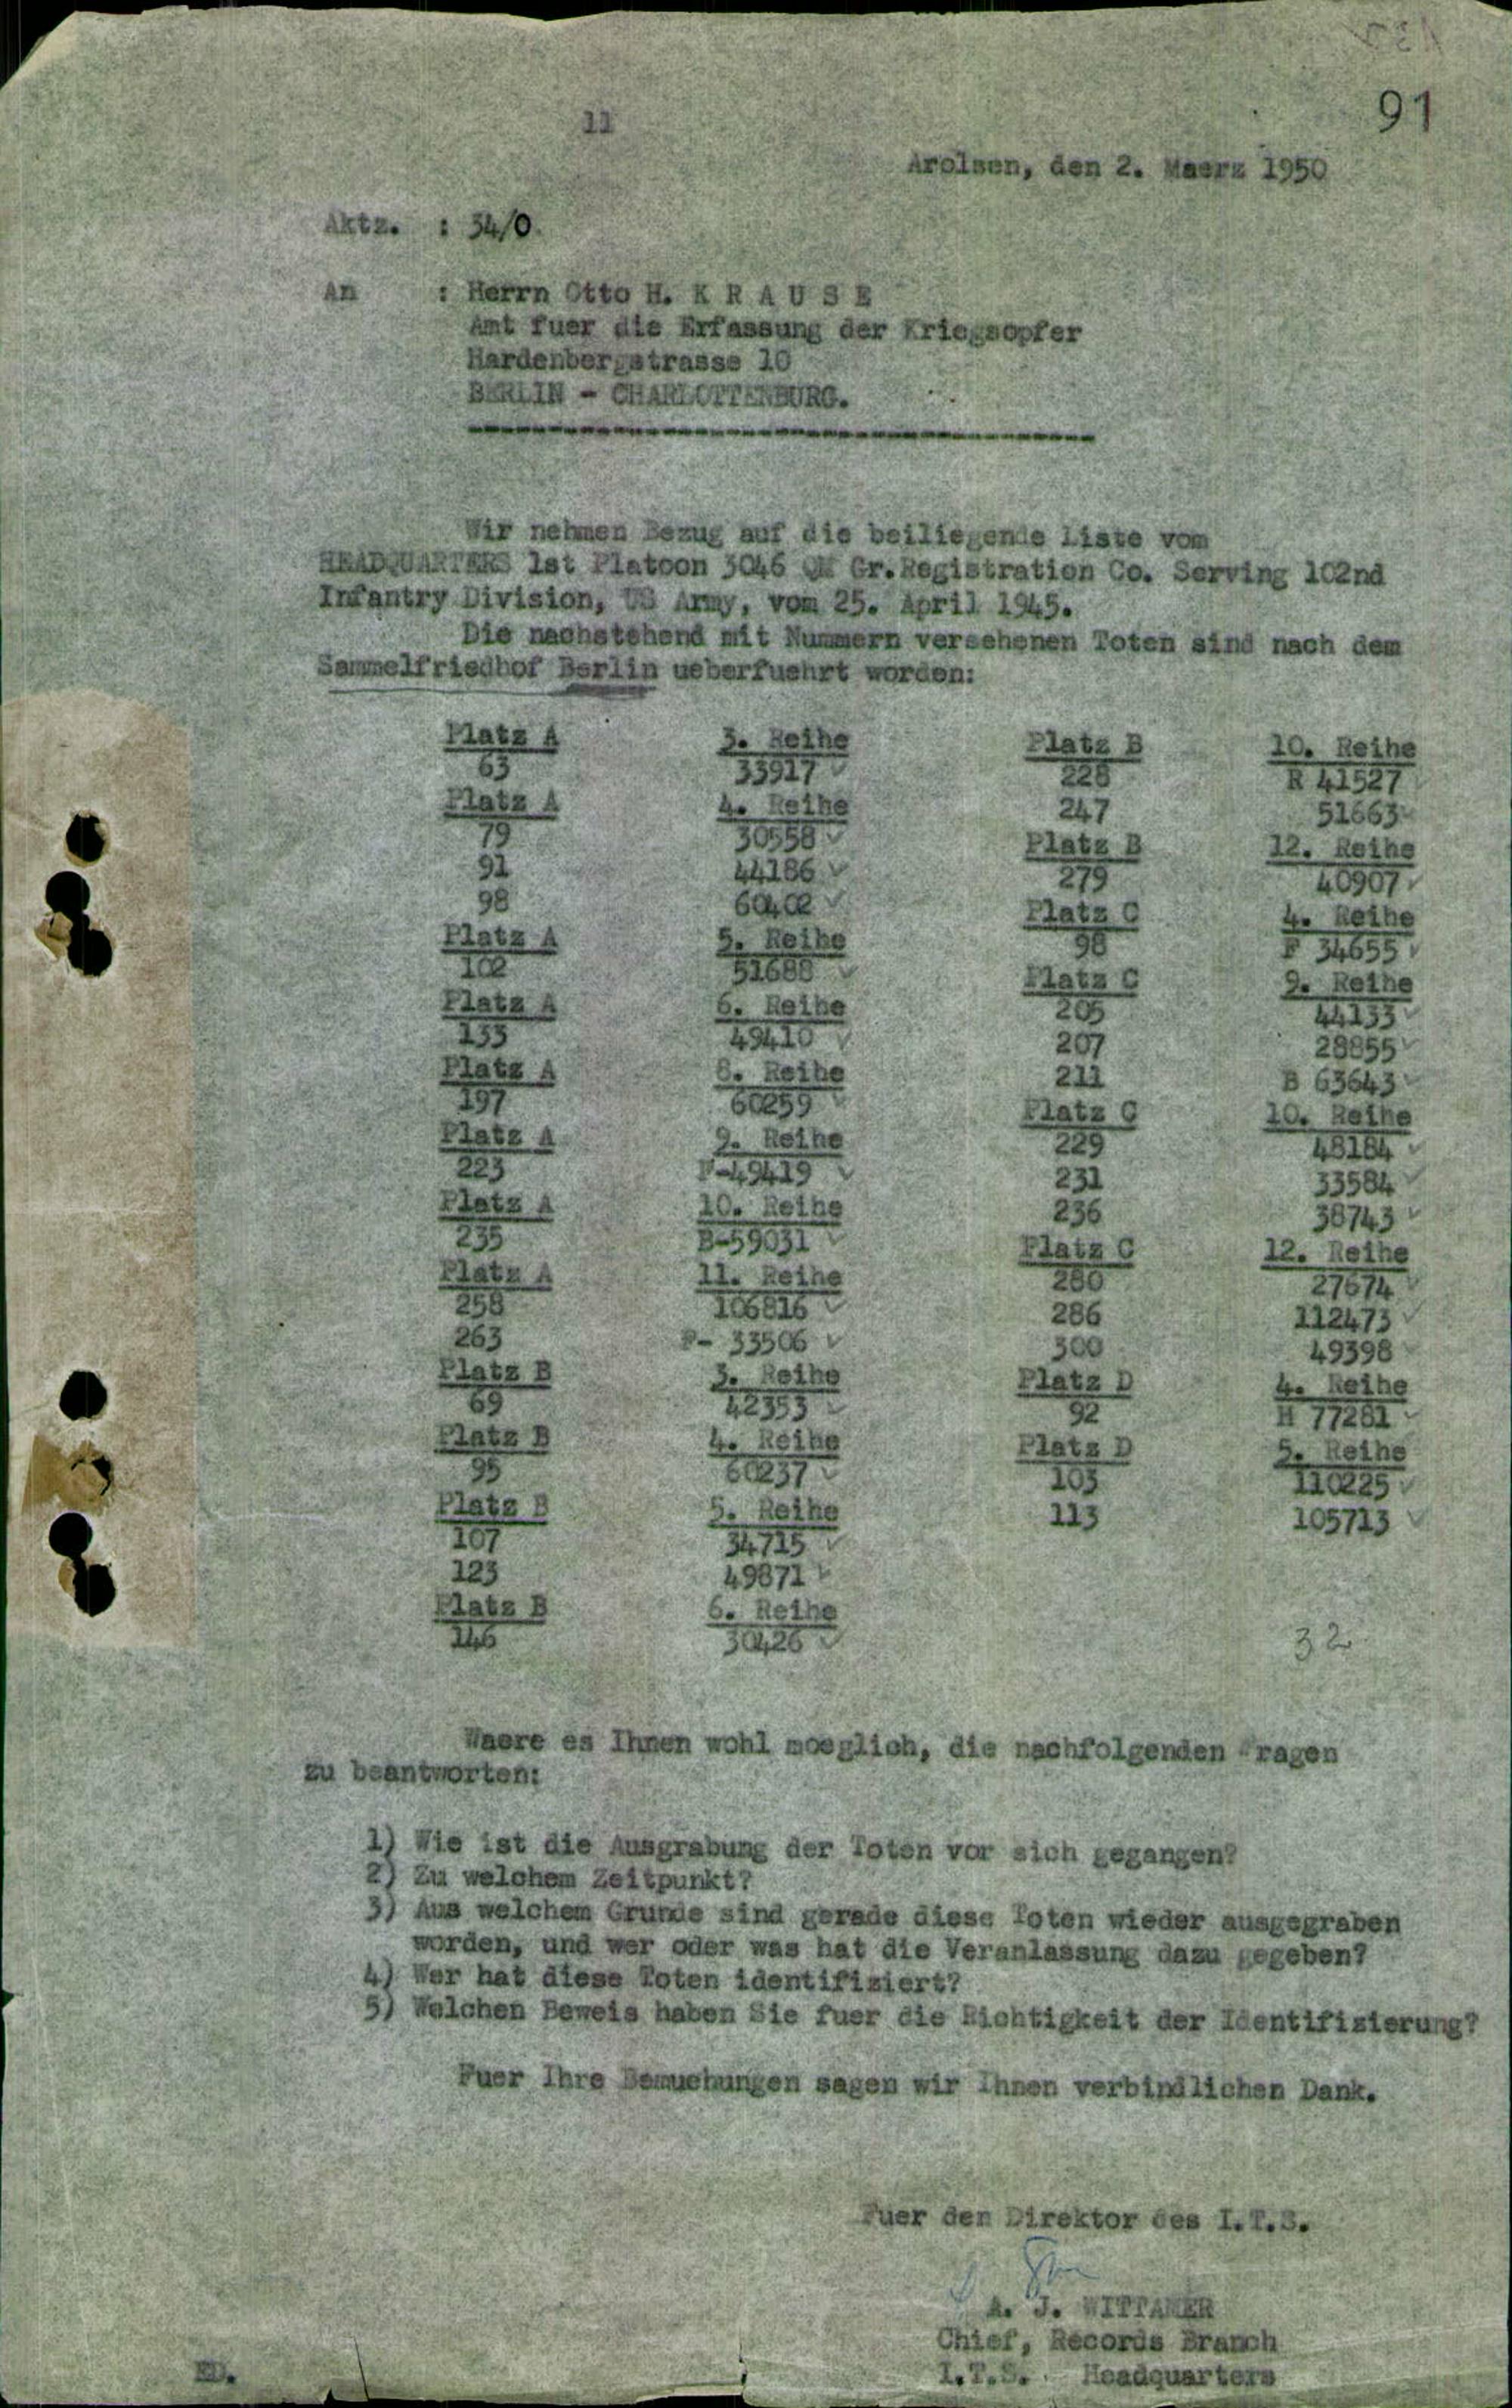 91
11
Arolsen, den 2. Maerz 1950
Aktz. : 34/0.
An : Herrn Otto H. K R A U S E
Amt fuer die Erfassung der Kriegsopfer
Hardenbergstrasse 10
BERLIN - CHARLOTTENBURG.
Wir nehmen Bezug auf die beiliegende Liste vom
HEADQUARTERS 1st Platoon 3046 QM Gr.Registration Co. Serving 102nd
Infantry Division, US Army, vom 25. April 1945.
Die nachstehend mit Nummern versehenen Toten sind nach dem
Sammelfriedhof Berlin ueberfuehrt worden:
Platz A 3. Reihe
63 33917 ✓
Platz A 4. Reihe
79 30558 ✓
91 44186 ✓
98 60402 ✓
Platz A 5. Reihe
102 51688 ✓
Platz A 6. Reihe
133 49410 ✓
Platz A 8. Reihe
197 60259 ✓
Platz A 9. Reihe
223 F-49419 ✓
Platz A 10. Reihe
235 B-59031 ✓
Platz A 11. Reihe
258 106816 ✓
263 F- 33506 ✓
Platz B 3. Reihe
69 42353 ✓
Platz B 4. Reihe
95 60237 ✓
Platz B 5. Reihe
107 34715 ✓
123 49871 ✓
Platz B 6. Reihe
146 30426 ✓
Platz B 10. Reihe
228 R 41527 ✓
247 51663 ✓
Platz B 12. Reihe
279 40907 ✓
Platz C 4. Reihe
98 F 34655 ✓
Platz C 9. Reihe
205 44133 ✓
207 28855 ✓
211 B 63643 ✓
Platz C 10. Reihe
229 48184 ✓
231 33584 ✓
236 38743 ✓
Platz C 12. Reihe
280 27674 ✓
286 112473 ✓
300 49398 ✓
Platz D 4. Reihe
92 H 77281 ✓
Platz D 5. Reihe
103 110225 ✓
113 105713 ✓
32
Waere es Ihnen wohl moeglich, die nachfolgenden Fragen
zu beantworten:
1) Wie ist die Ausgrabung der Toten vor sich gegangen?
2) Zu welchem Zeitpunkt?
3) Aus welchem Grunde sind gerade diese Toten wieder ausgegraben
worden, und wer oder was hat die Veranlassung dazu gegeben?
4) Wer hat diese Toten identifiziert?
5) Welchen Beweis haben Sie fuer die Richtigkeit der Identifizierung?
Fuer Ihre Bemuehungen sagen wir Ihnen verbindlichen Dank.
Fuer den Direktor des I.T.S.
A. J. WITTAMER
Chief, Records Branch
ED. I.T.S. Headquarters